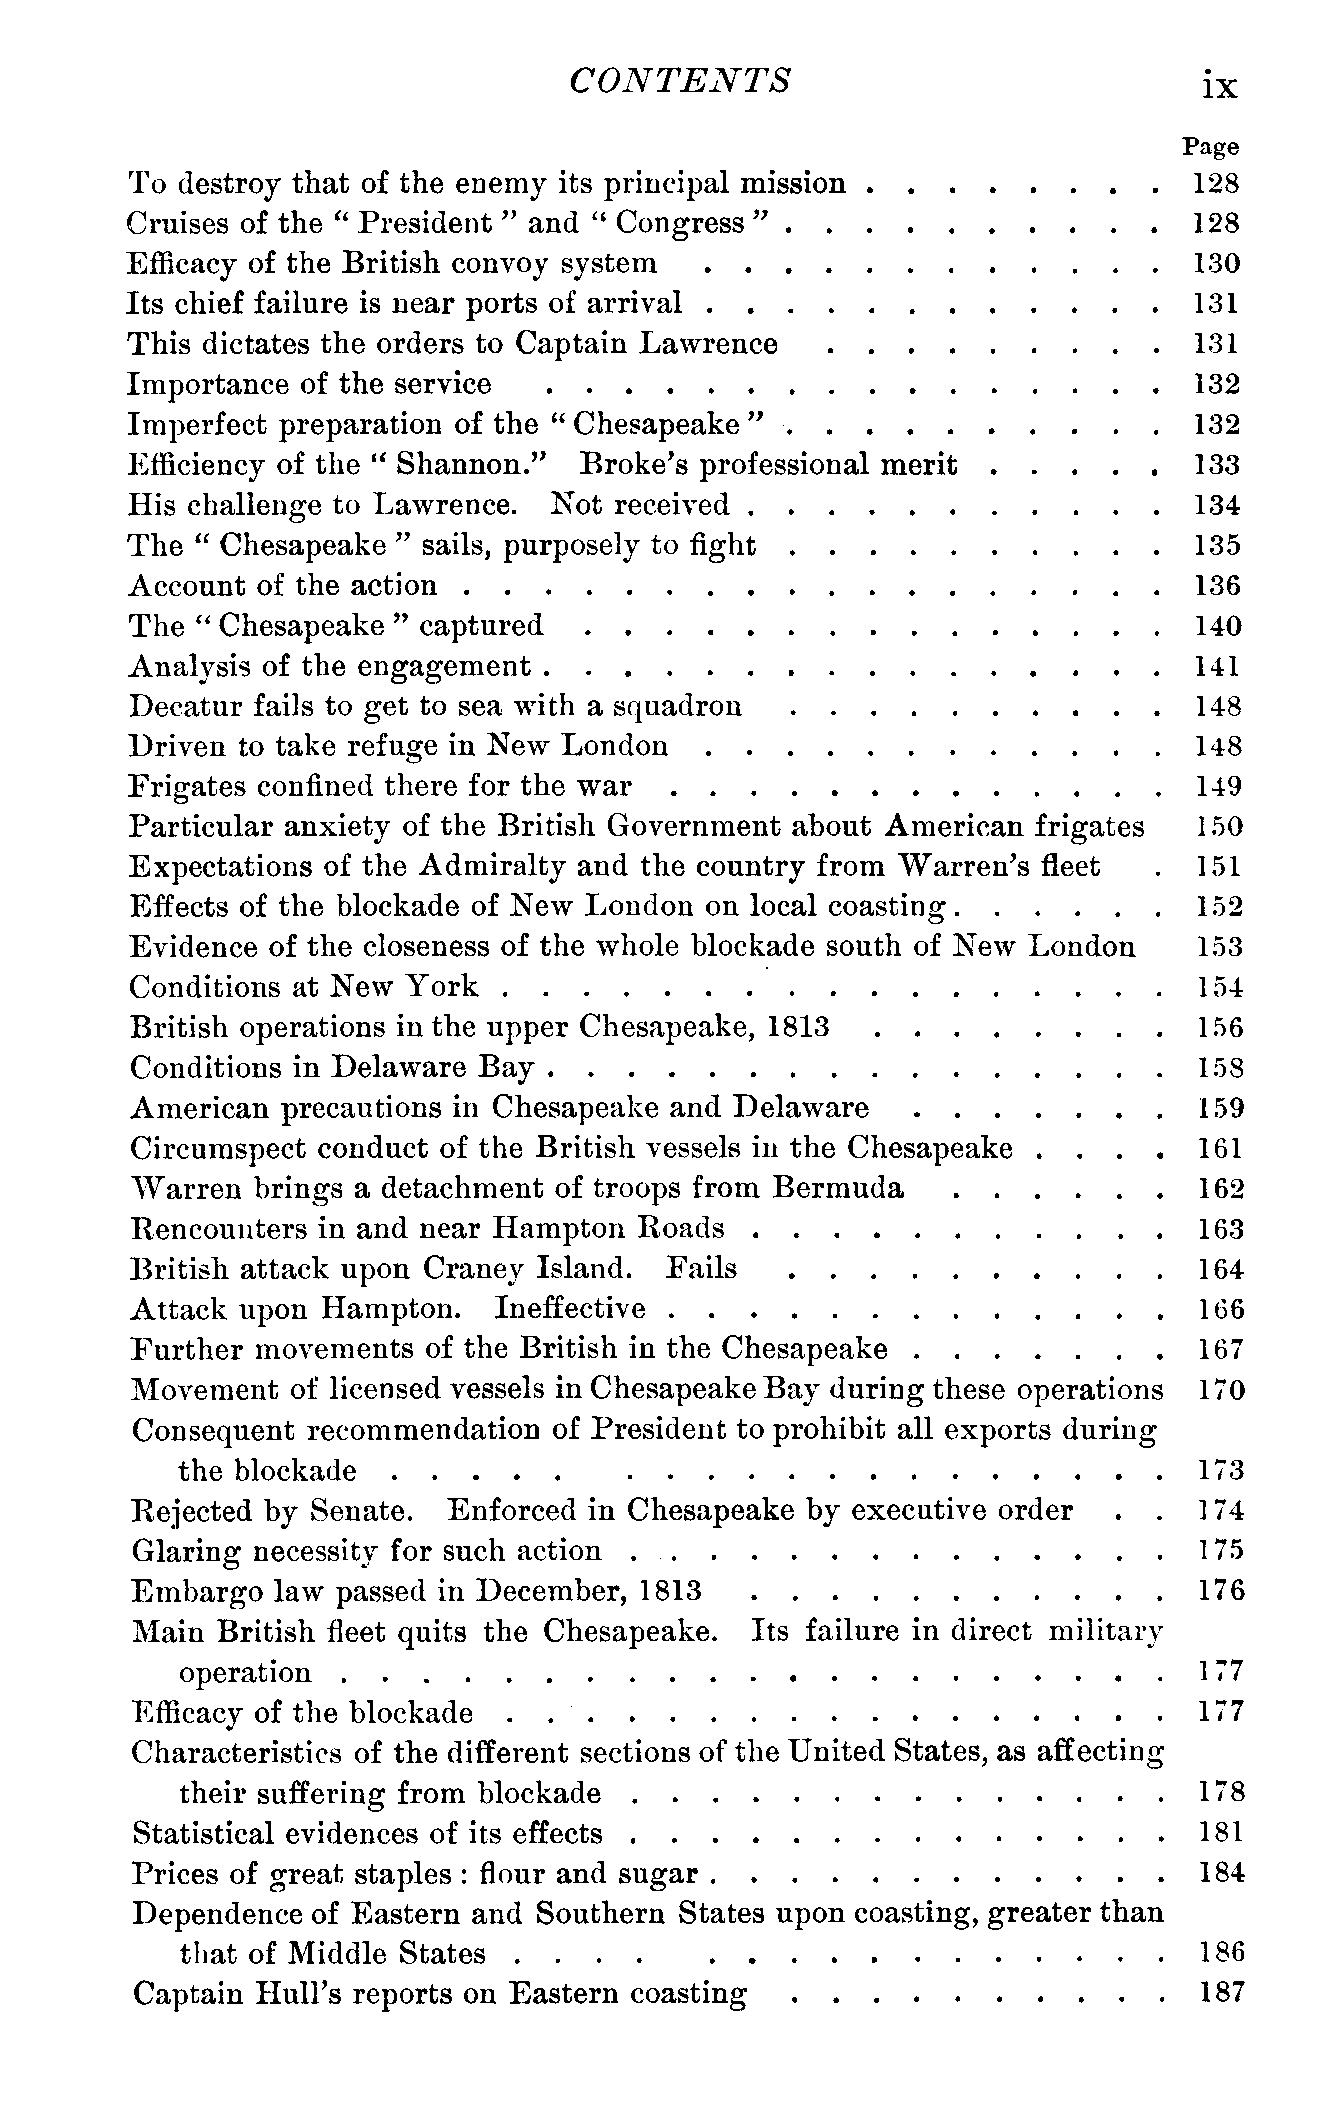 CONTENTS ix
Page
To destroy that of the enemy its principal mission . . . . . . . . 128
Cruises of the “ President ” and “ Congress ” . . . . . . . . . . 128
Efficacy of the British convoy system . . . . . . . . . . . . 130
Its chief failure is near ports of arrival . . . . . . . . . . . . 131
This dictates the orders to Captain Lawrence . . . . . . . . . 131
Importance of the service . . . . . . . . . . . . . . . . 132
Imperfect preparation of the “ Chesapeake ” . . . . . . . . . . 132
Efficiency of the “ Shannon.” Broke’s professional merit . . . . . 133
His challenge to Lawrence. Not received . . . . . . . . . . . 134
The “ Chesapeake ” sails, purposely to fight . . . . . . . . . . 135
Account of the action . . . . . . . . . . . . . . . . . . 136
The “ Chesapeake ” captured . . . . . . . . . . . . . . . 140
Analysis of the engagement . . . . . . . . . . . . . . . . 141
Decatur fails to get to sea with a squadron . . . . . . . . . . 148
Driven to take refuge in New London . . . . . . . . . . . . 148
Frigates confined there for the war . . . . . . . . . . . . . 149
Particular anxiety of the British Government about American frigates 150
Expectations of the Admiralty and the country from Warren’s fleet . 151
Effects of the blockade of New London on local coasting . . . . . . 152
Evidence of the closeness of the whole blockade south of New London 153
Conditions at New York . . . . . . . . . . . . . . . . . 154
British operations in the upper Chesapeake, 1813 . . . . . . . . 156
Conditions in Delaware Bay . . . . . . . . . . . . . . . . 158
American precautions in Chesapeake and Delaware . . . . . . . 159
Circumspect conduct of the British vessels in the Chesapeake . . . . 161
Warren brings a detachment of troops from Bermuda . . . . . . 162
Rencounters in and near Hampton Roads . . . . . . . . . . . 163
British attack upon Craney Island. Fails . . . . . . . . . . 164
Attack upon Hampton. Ineffective . . . . . . . . . . . . . 166
Further movements of the British in the Chesapeake . . . . . . . 167
Movement of licensed vessels in Chesapeake Bay during these operations 170
Consequent recommendation of President to prohibit all exports during
the blockade . . . . . . . . . . . . . . . . . . . 173
Rejected by Senate. Enforced in Chesapeake by executive order . . 174
Glaring necessity for such action . . . . . . . . . . . . . . 175
Embargo law passed in December, 1813 . . . . . . . . . . . 176
Main British fleet quits the Chesapeake. Its failure in direct military
operation . . . . . . . . . . . . . . . . . . . . . 177
Efficacy of the blockade . . . . . . . . . . . . . . . . . 177
Characteristics of the different sections of the United States, as affecting
their suffering from blockade . . . . . . . . . . . . . . 178
Statistical evidences of its effects . . . . . . . . . . . . . . 181
Prices of great staples : flour and sugar . . . . . . . . . . . . 184
Dependence of Eastern and Southern States upon coasting, greater than
that of Middle States . . . . . . . . . . . . . . . . 186
Captain Hull’s reports on Eastern coasting . . . . . . . . . . 187